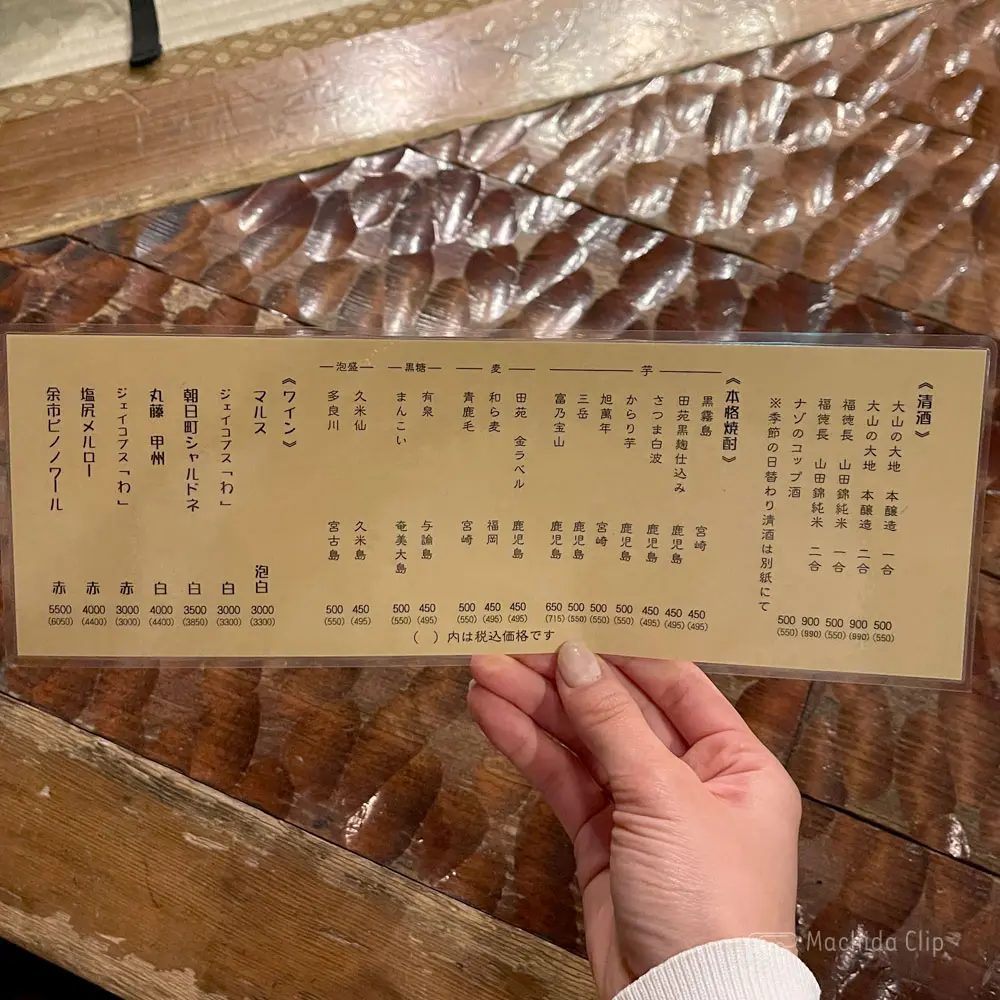 《清酒》
大山の大地 本醸造 一合 500 (550)
大山の大地 本醸造 二合 900 (990)
福徳長 山田錦純米 一合 500 (550)
福徳長 山田錦純米 二合 900 (990)
ナゾのコップ酒 500 (550)
※季節の日替わり清酒は別紙にて
《本格焼酎》
芋
黒霧島 宮崎 450 (495)
田苑黒麹仕込み 鹿児島 450 (495)
さつま白波 鹿児島 450 (495)
からり芋 鹿児島 500 (550)
旭萬年 宮崎 500 (550)
三岳 鹿児島 500 (550)
富乃宝山 鹿児島 650 (715)
麦
田苑 金ラベル 鹿児島 450 (495)
和ら麦 福岡 450 (495)
青鹿毛 宮崎 500 (550)
黒糖
有泉 与論島 450 (495)
まんこい 奄美大島 500 (550)
泡盛
久米仙 久米島 450 (495)
多良川 宮古島 500 (550)
《ワイン》
マルス 泡白 3000 (3300)
ジェイコブス「わ」 白 3000 (3300)
朝日町シャルドネ 白 3500 (3850)
丸藤 甲州 白 4000 (4400)
ジェイコブス「わ」 赤 3000 (3000)
塩尻メルロー 赤 4000 (4400)
余市ピノノワール 赤 5500 (6050)
( )内は税込価格です
Machida Clip